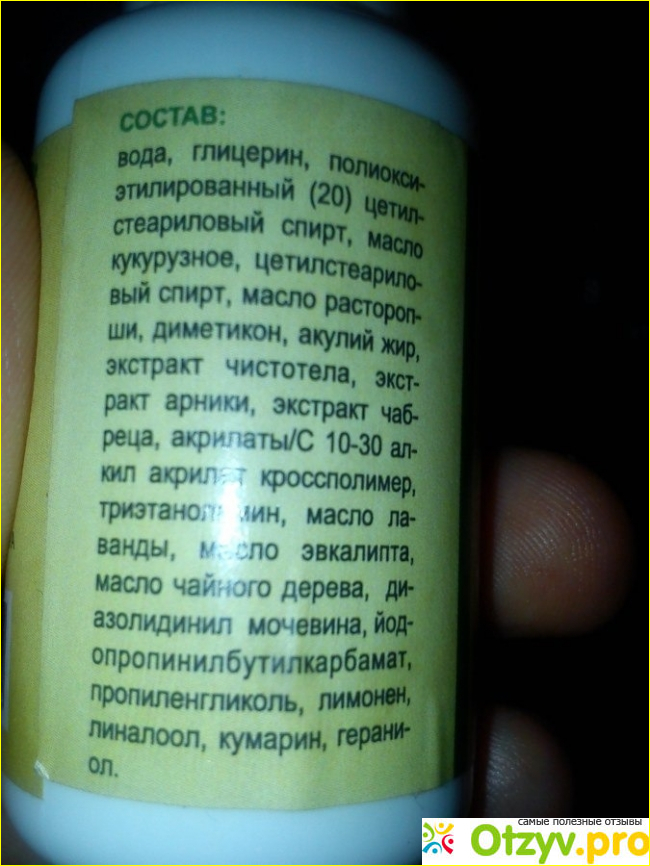 СОСТАВ:
вода, глицерин, полиокси-
этилированный (20) цетил-
стеариловый спирт, масло
кукурузное, цетилстеарило-
вый спирт, масло растороп-
ши, диметикон, акулий жир,
экстракт чистотела, экст-
ракт арники, экстракт чаб-
реца, акрилаты/С 10-30 ал-
кил акрилат кроссполимер,
триэтаноламин, масло ла-
ванды, масло эвкалипта,
масло чайного дерева, ди-
азолидинил мочевина, йод-
опропинилбутилкарбамат,
пропиленгликоль, лимонен,
линалоол, кумарин, герани-
ол.
самые полезные отзывы
Otzyv.pro